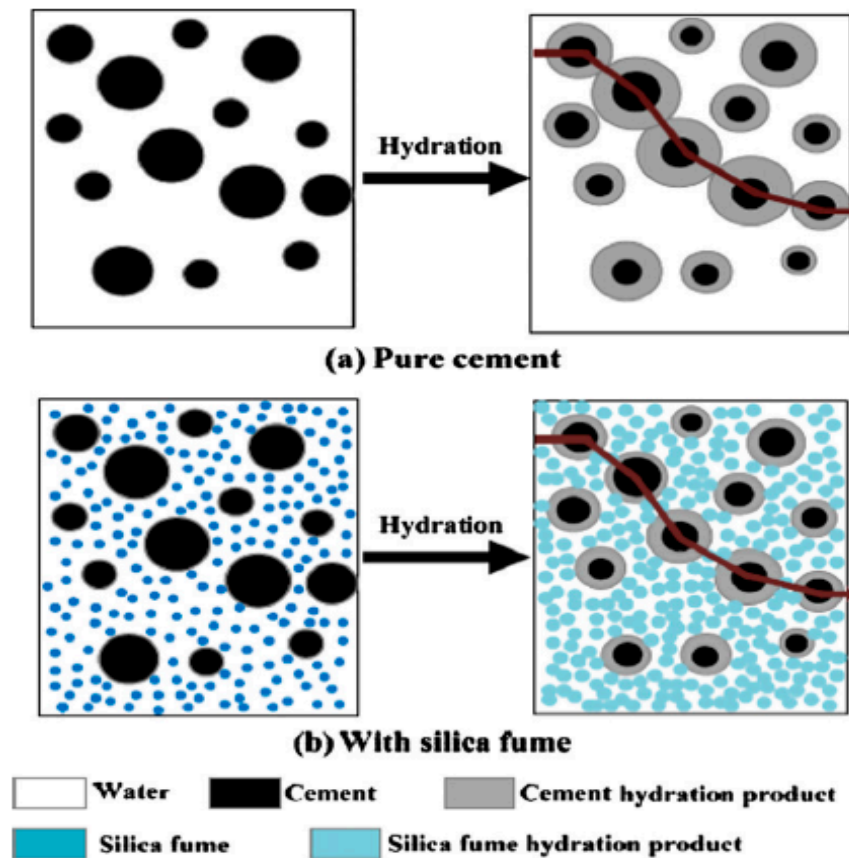 Hydration
(a) Pure cement
Hydration
(b) With silica fume
Water Cement Cement hydration product
Silica fume Silica fume hydration product